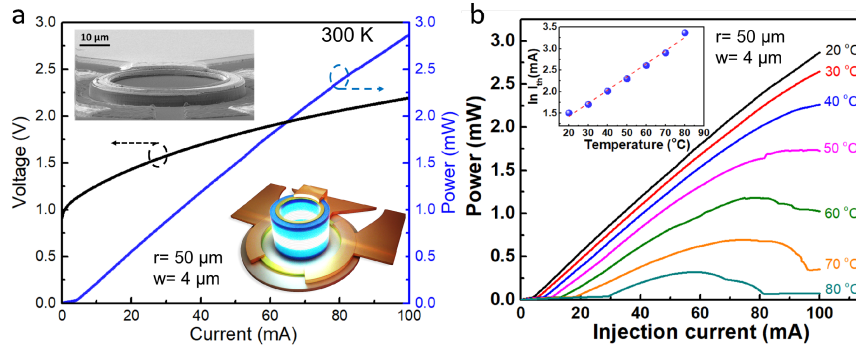 a
10 µm
300 K
r= 50 µm
w= 4 µm
Voltage (V)
3.0
2.5
2.0
1.5
1.0
0.5
0.0
0 20 40 60 80 100
Current (mA)
3.0
2.5
2.0
1.5
1.0
0.5
0.0
Power (mW)
b
Power (mW)
3.0
2.5
2.0
1.5
1.0
0.5
0.0
0 20 40 60 80 100
Injection current (mA)
ln Ith(mA)
3.5
3.0
2.5
2.0
1.5
20 30 40 50 60 70 80 90
Temperature (°C)
r= 50 µm
w= 4 µm
20 °C
30 °C
40 °C
50 °C
60 °C
70 °C
80 °C